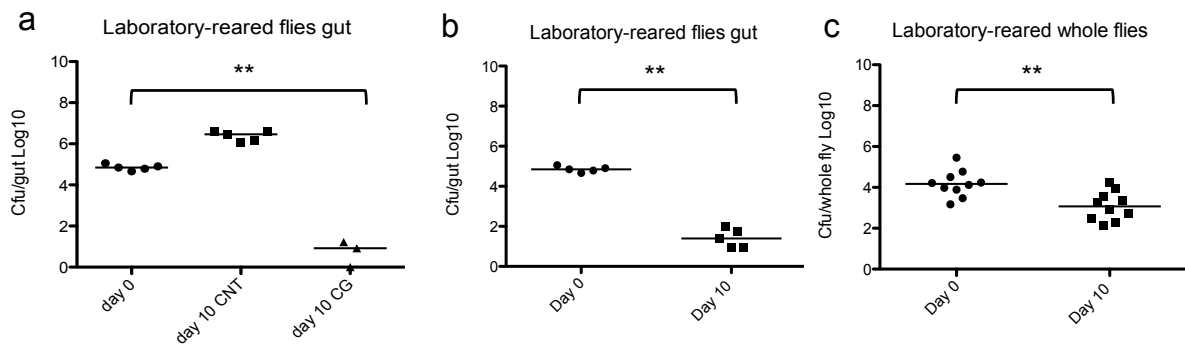 a
Laboratory-reared flies gut
**
10
8
6
4
2
0
Cfu/gut Log10
day 0
day 10 CNT
day 10 CG
b
Laboratory-reared flies gut
**
10
8
6
4
2
0
Cfu/gut Log10
Day 0
Day 10
c
Laboratory-reared whole flies
**
10
8
6
4
2
0
Cfu/whole fly Log10
Day 0
Day 10